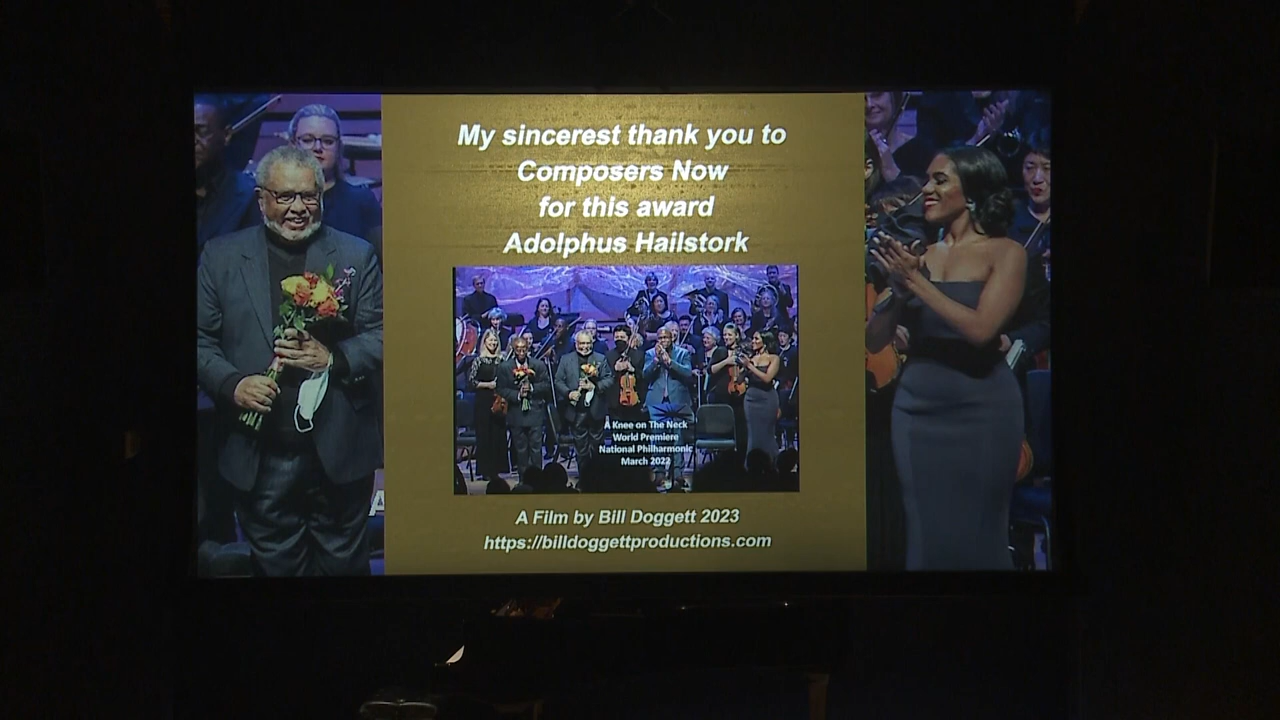 My sincerest thank you to
Composers Now
for this award
Adolphus Hailstork
A Knee on The Neck
World Premiere
National Philharmonic
March 2022
A Film by Bill Doggett 2023
https://billdoggettproductions.com